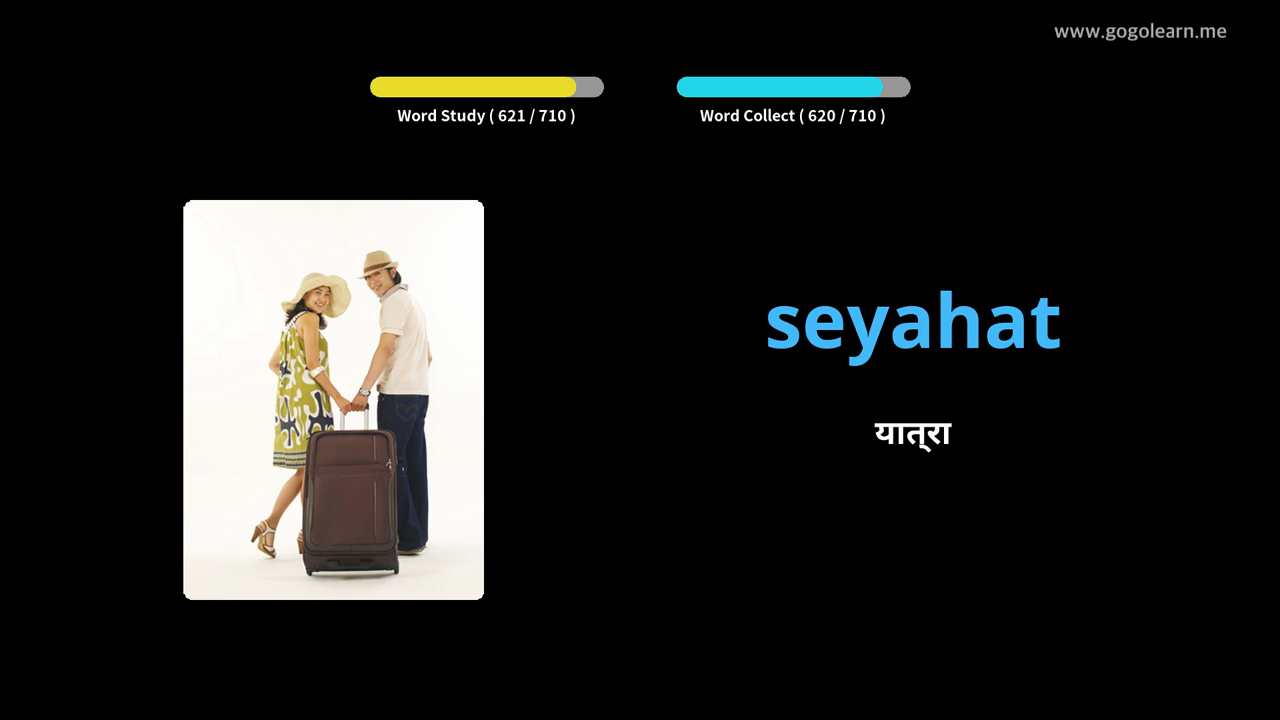 www.gogolearn.me
Word Study ( 621 / 710 )
Word Collect ( 620 / 710 )
seyahat
यात्रा